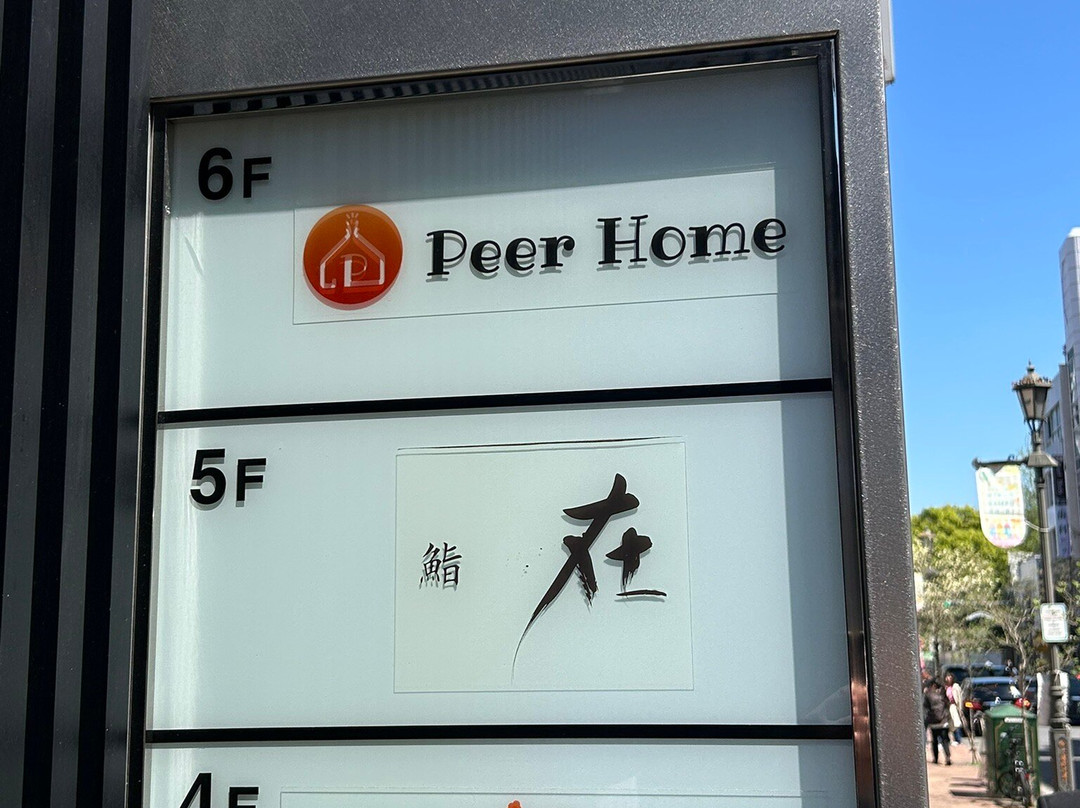 6F
P
Peer Home
5F
鮨 在
4F